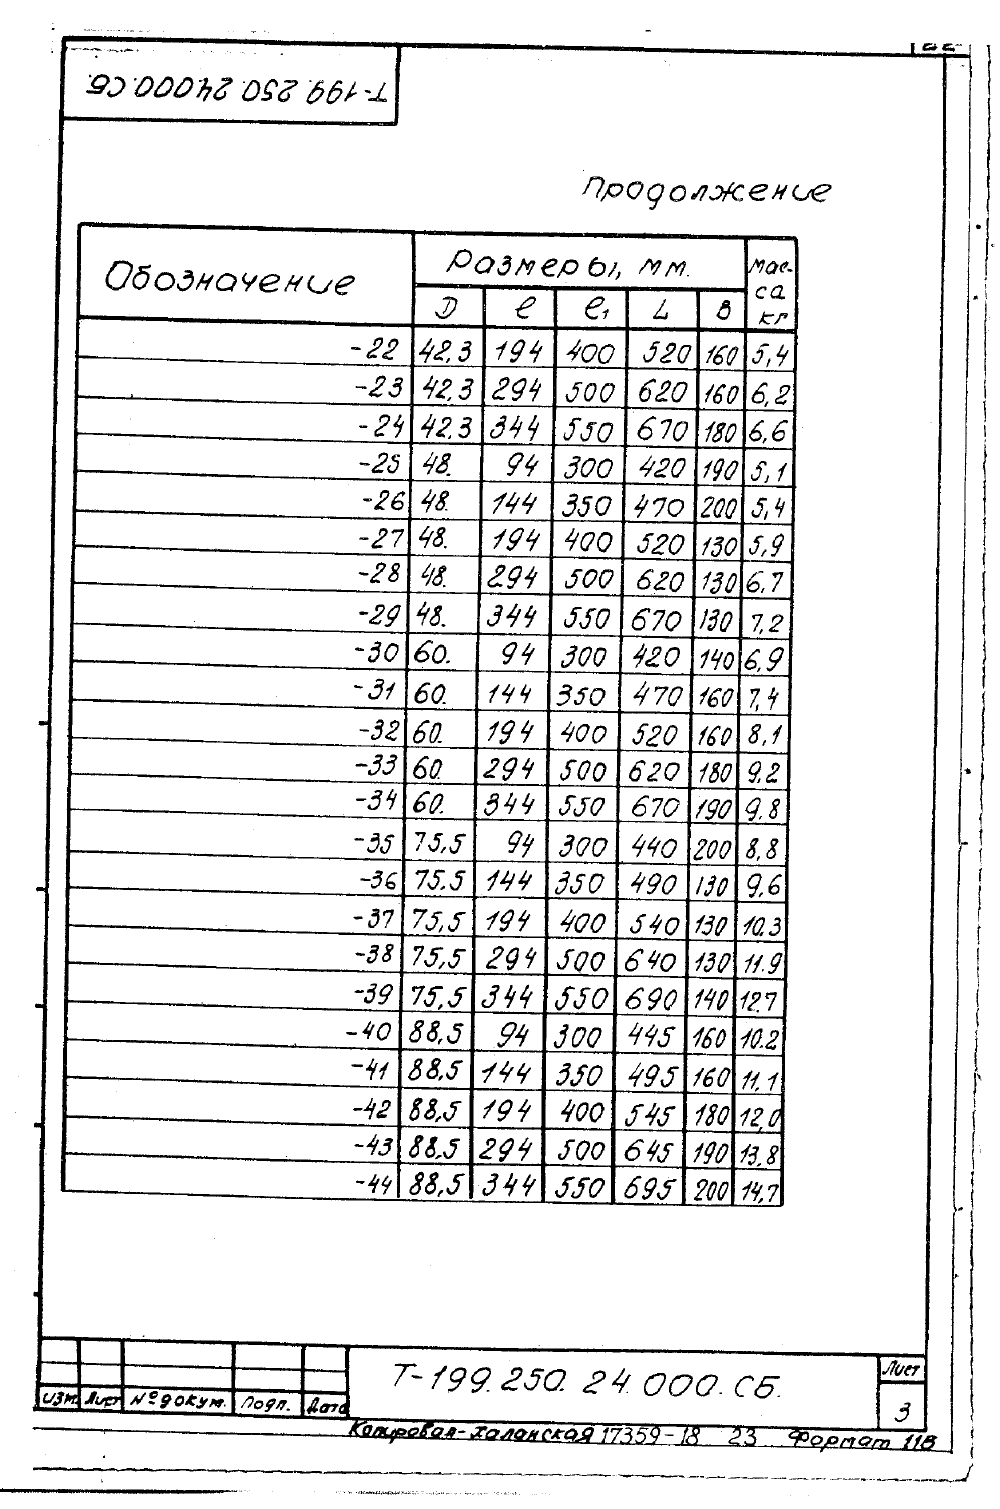 Т-199.250.24000.СБ.
Продолжение
Обозначение Размеры, мм. Мас-са кг
D ℓ ℓ₁ L В
-22 42,3 194 400 520 160 5,4
-23 42,3 294 500 620 160 6,2
-24 42,3 344 550 670 180 6,6
-25 48. 94 300 420 190 5,1
-26 48. 144 350 470 200 5,4
-27 48. 194 400 520 130 5,9
-28 48. 294 500 620 130 6,7
-29 48. 344 550 670 130 7,2
-30 60. 94 300 420 140 6,9
-31 60. 144 350 470 160 7,4
-32 60. 194 400 520 160 8,1
-33 60. 294 500 620 180 9,2
-34 60. 344 550 670 190 9,8
-35 75,5 94 300 440 200 8,8
-36 75,5 144 350 490 130 9,6
-37 75,5 194 400 540 130 10,3
-38 75,5 294 500 640 130 11,9
-39 75,5 344 550 690 140 12,7
-40 88,5 94 300 445 160 10.2
-41 88,5 144 350 495 160 11,1
-42 88,5 194 400 545 180 12,0
-43 88,5 294 500 645 190 13,8
-44 88,5 344 550 695 200 14,7
Т-199.250.24.000.СБ.
Лист
3
Изм. Лист № докум. Подп. Дата
Копировал-Халанская 17359-18 23 Формат 11В